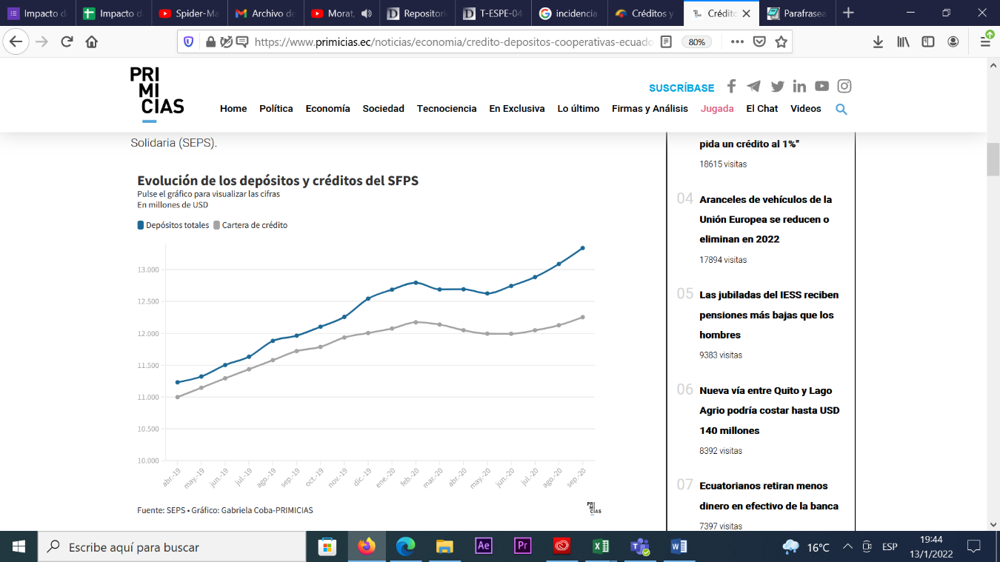 Impacto d
Impacto d
Spider-Ma
Archivo de
Morat,
Repositori
T-ESPE-04
incidencia
Créditos y
Crédito
Parafrasea
https://www.primicias.ec/noticias/economia/credito-depositos-cooperativas-ecuado
80%
PRI
MI
CIAS
SUSCRÍBASE
Home Política Economía Sociedad Tecnociencia En Exclusiva Lo último Firmas y Análisis Jugada El Chat Videos
Solidaria (SEPS).
Evolución de los depósitos y créditos del SFPS
Pulse el gráfico para visualizar las cifras
En millones de USD
Depósitos totales Cartera de crédito
13.000
12.500
12.000
11.500
11.000
10.500
10.000
abr.-19 may.-19 jun.-19 jul.-19 ago.-19 sep.-19 oct.-19 nov.-19 dic.-19 ene.-20 feb.-20 mar.-20 abr.-20 may.-20 jun.-20 jul.-20 ago.-20 sep.-20
Fuente: SEPS • Gráfico: Gabriela Coba-PRIMICIAS
PRI
MI
CIAS
pida un crédito al 1%"
18615 visitas
04 Aranceles de vehículos de la
Unión Europea se reducen o
eliminan en 2022
17894 visitas
05 Las jubiladas del IESS reciben
pensiones más bajas que los
hombres
9383 visitas
06 Nueva vía entre Quito y Lago
Agrio podría costar hasta USD
140 millones
8392 visitas
07 Ecuatorianos retiran menos
dinero en efectivo de la banca
7397 visitas
Escribe aquí para buscar
Ae
Pr
16°C
ESP
19:44
13/1/2022